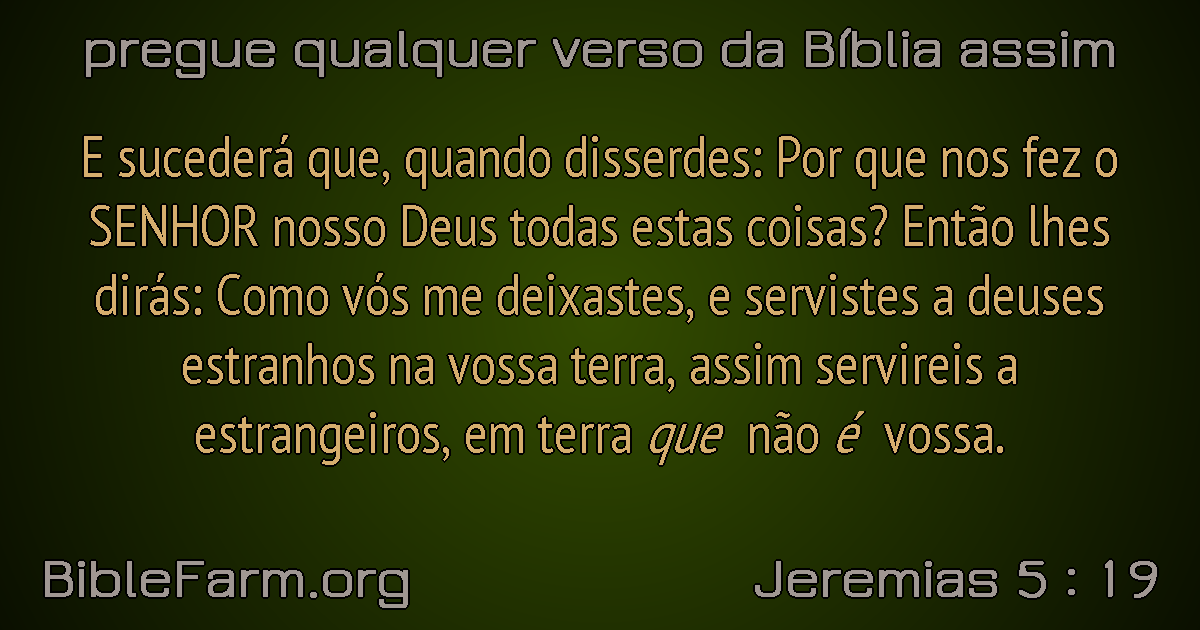 pregue qualquer verso da Bíblia assim
E sucederá que, quando disserdes: Por que nos fez o
SENHOR nosso Deus todas estas coisas? Então lhes
dirás: Como vós me deixastes, e servistes a deuses
estranhos na vossa terra, assim servireis a
estrangeiros, em terra que não é vossa.
BibleFarm.org
Jeremias 5 : 19